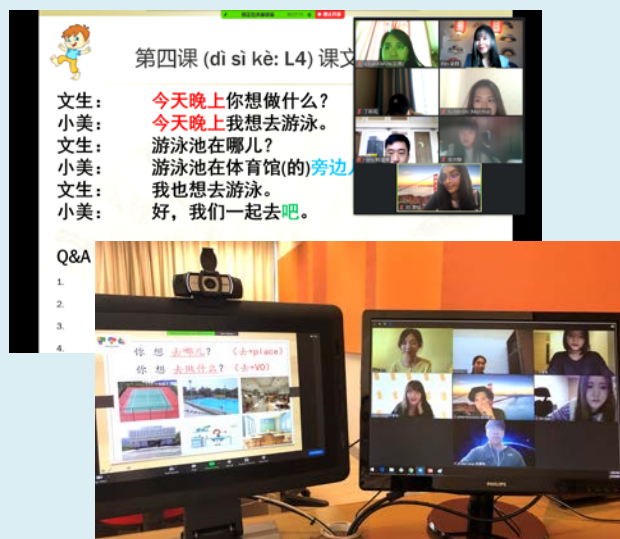 第四课 (dì sì kè: L4) 课文
文生： 今天晚上你想做什么？
小美： 今天晚上我想去游泳。
文生： 游泳池在哪儿？
小美： 游泳池在体育馆(的)旁边
文生： 我也想去游泳。
小美： 好，我们一起去吧。
Q&A
1.
2.
3.
4.
你 想 去哪儿? (去+place)
你 想 去做什么? (去+VO)
PHILIPS